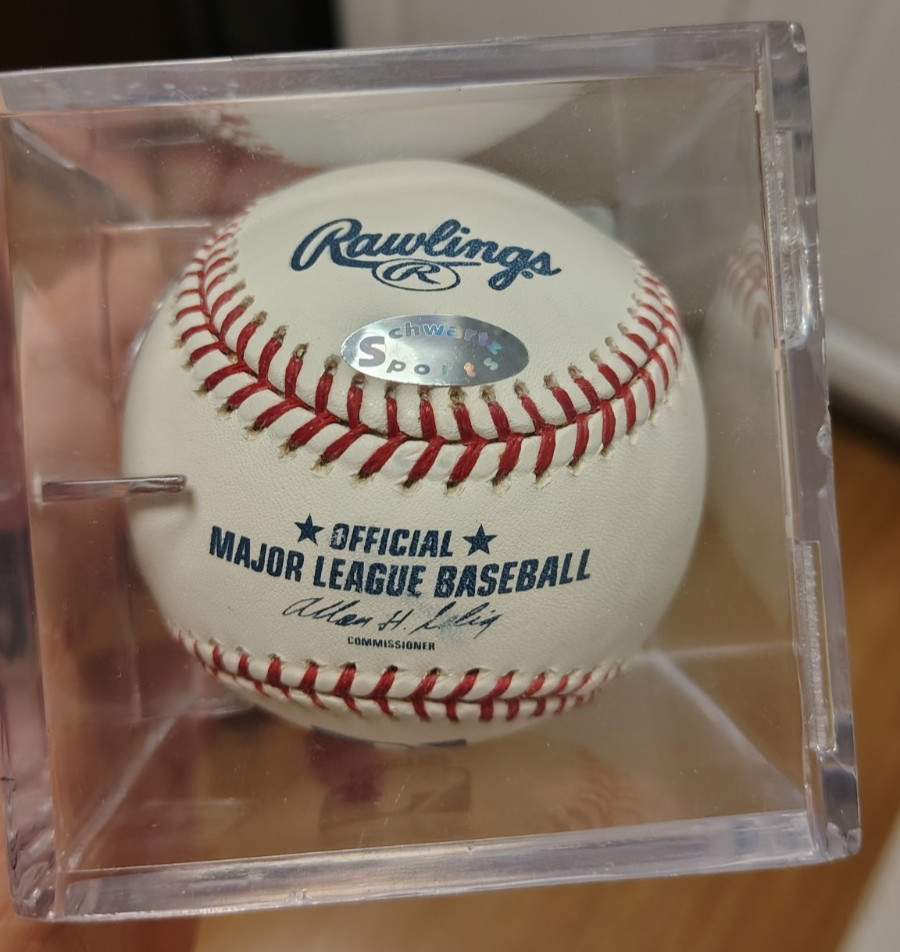 Rawlings
R
Schwartz
Sports
OFFICIAL
MAJOR LEAGUE BASEBALL
Allan H. Selig
COMMISSIONER